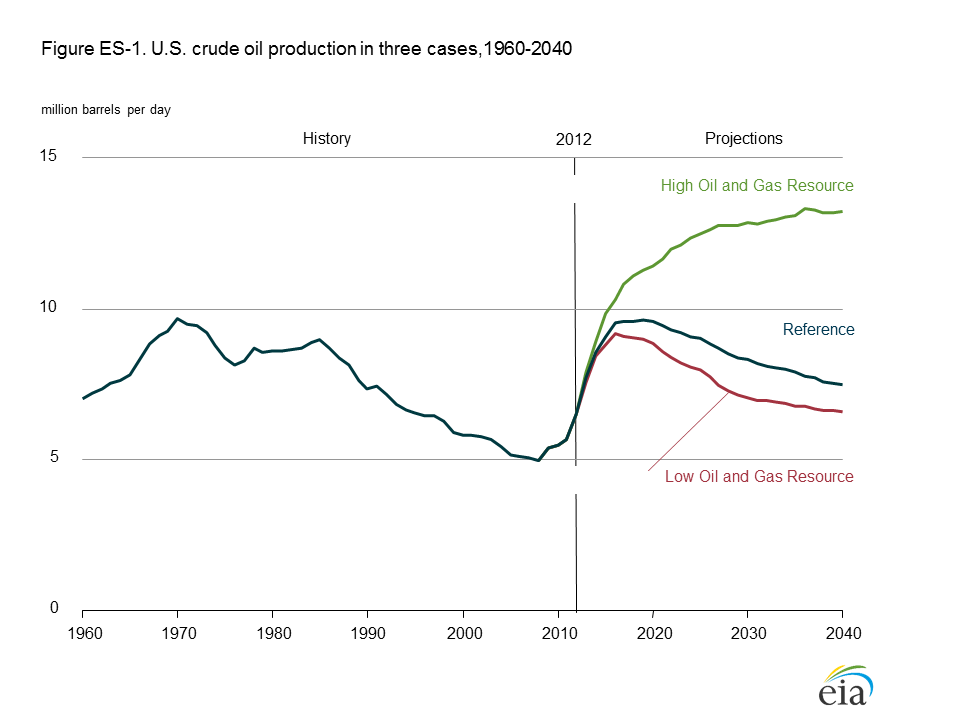 Figure ES-1. U.S. crude oil production in three cases,1960-2040
million barrels per day
History
2012
Projections
15
High Oil and Gas Resource
10
Reference
5
Low Oil and Gas Resource
0
1960 1970 1980 1990 2000 2010 2020 2030 2040
eia